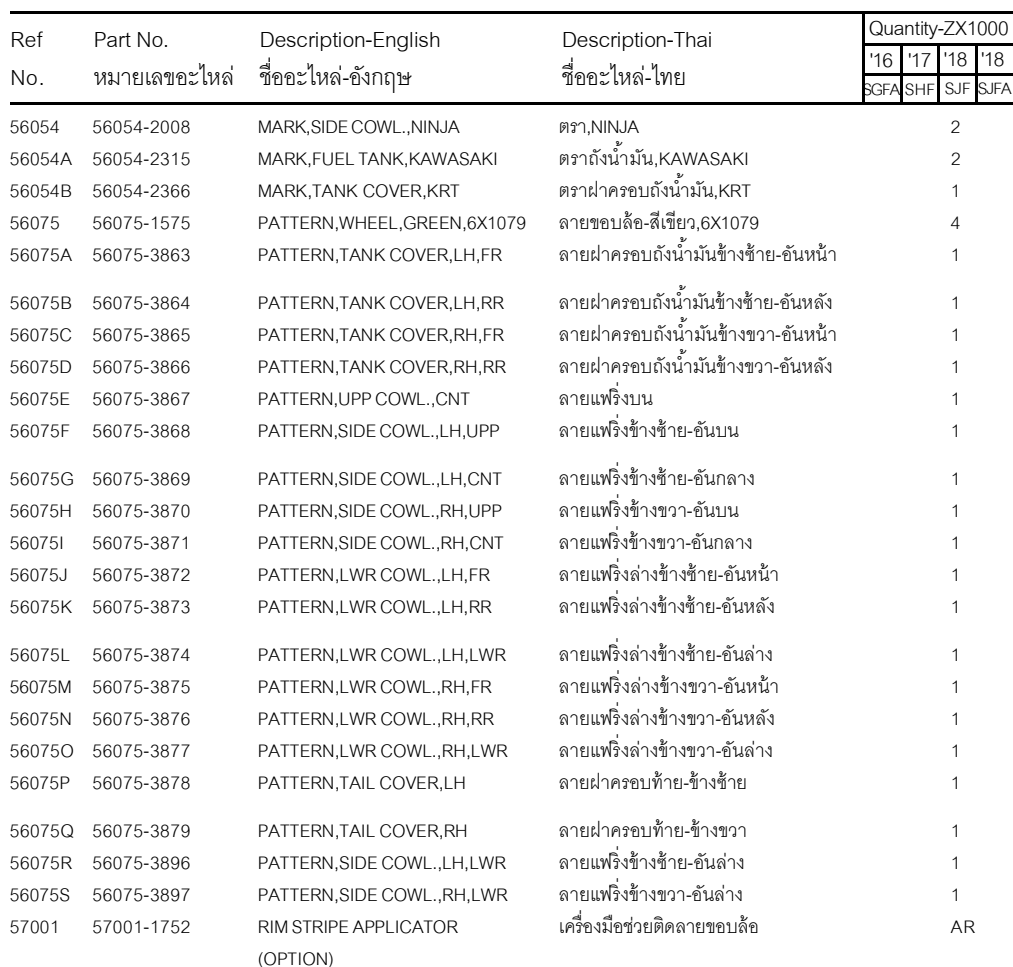 Ref Part No. Description-English Description-Thai Quantity-ZX1000
No. หมายเลขอะไหล่ ชื่ออะไหล่-อังกฤษ ชื่ออะไหล่-ไทย '16 '17 '18 '18
SGFA SHF SJF SJFA
56054 56054-2008 MARK,SIDE COWL.,NINJA ตรา,NINJA 2
56054A 56054-2315 MARK,FUEL TANK,KAWASAKI ตราถังน้ำมัน,KAWASAKI 2
56054B 56054-2366 MARK,TANK COVER,KRT ตราฝาครอบถังน้ำมัน,KRT 1
56075 56075-1575 PATTERN,WHEEL,GREEN,6X1079 ลายขอบล้อ-สีเขียว,6X1079 4
56075A 56075-3863 PATTERN,TANK COVER,LH,FR ลายฝาครอบถังน้ำมันข้างซ้าย-อันหน้า 1
56075B 56075-3864 PATTERN,TANK COVER,LH,RR ลายฝาครอบถังน้ำมันข้างซ้าย-อันหลัง 1
56075C 56075-3865 PATTERN,TANK COVER,RH,FR ลายฝาครอบถังน้ำมันข้างขวา-อันหน้า 1
56075D 56075-3866 PATTERN,TANK COVER,RH,RR ลายฝาครอบถังน้ำมันข้างขวา-อันหลัง 1
56075E 56075-3867 PATTERN,UPP COWL.,CNT ลายแฟริ่งบน 1
56075F 56075-3868 PATTERN,SIDE COWL.,LH,UPP ลายแฟริ่งข้างซ้าย-อันบน 1
56075G 56075-3869 PATTERN,SIDE COWL.,LH,CNT ลายแฟริ่งข้างซ้าย-อันกลาง 1
56075H 56075-3870 PATTERN,SIDE COWL.,RH,UPP ลายแฟริ่งข้างขวา-อันบน 1
56075I 56075-3871 PATTERN,SIDE COWL.,RH,CNT ลายแฟริ่งข้างขวา-อันกลาง 1
56075J 56075-3872 PATTERN,LWR COWL.,LH,FR ลายแฟริ่งล่างข้างซ้าย-อันหน้า 1
56075K 56075-3873 PATTERN,LWR COWL.,LH,RR ลายแฟริ่งล่างข้างซ้าย-อันหลัง 1
56075L 56075-3874 PATTERN,LWR COWL.,LH,LWR ลายแฟริ่งล่างข้างซ้าย-อันล่าง 1
56075M 56075-3875 PATTERN,LWR COWL.,RH,FR ลายแฟริ่งล่างข้างขวา-อันหน้า 1
56075N 56075-3876 PATTERN,LWR COWL.,RH,RR ลายแฟริ่งล่างข้างขวา-อันหลัง 1
56075O 56075-3877 PATTERN,LWR COWL.,RH,LWR ลายแฟริ่งล่างข้างขวา-อันล่าง 1
56075P 56075-3878 PATTERN,TAIL COVER,LH ลายฝาครอบท้าย-ข้างซ้าย 1
56075Q 56075-3879 PATTERN,TAIL COVER,RH ลายฝาครอบท้าย-ข้างขวา 1
56075R 56075-3896 PATTERN,SIDE COWL.,LH,LWR ลายแฟริ่งข้างซ้าย-อันล่าง 1
56075S 56075-3897 PATTERN,SIDE COWL.,RH,LWR ลายแฟริ่งข้างขวา-อันล่าง 1
57001 57001-1752 RIM STRIPE APPLICATOR เครื่องมือช่วยติดลายขอบล้อ AR
(OPTION)